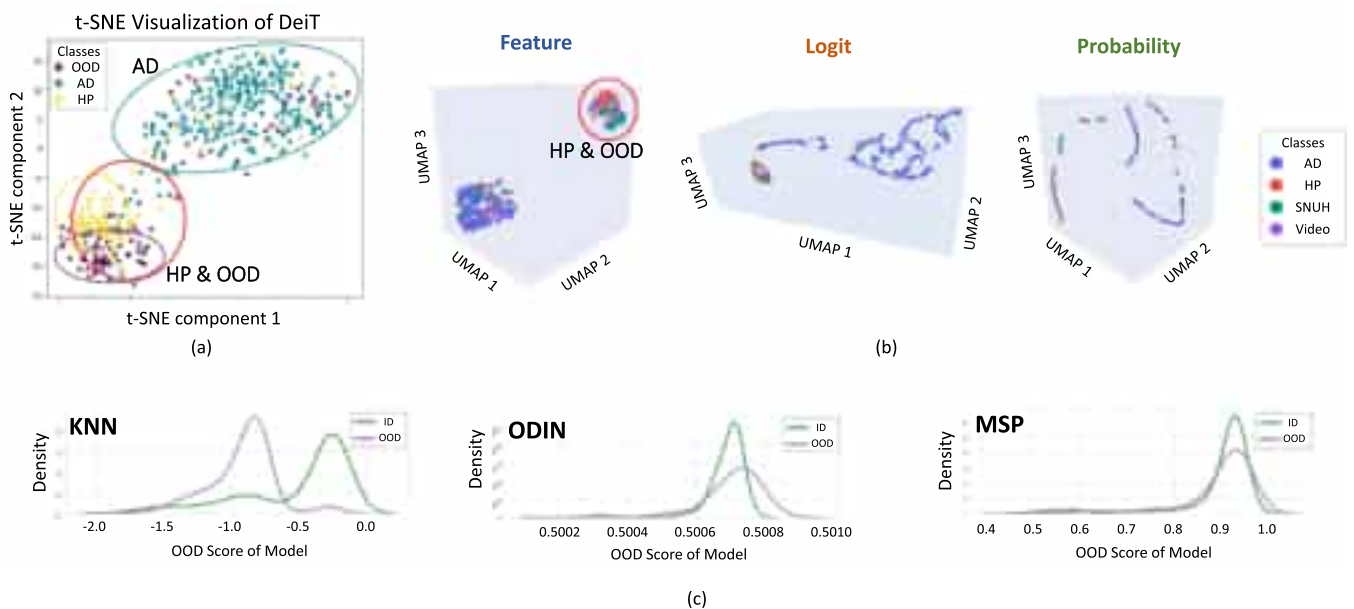 t-SNE Visualization of DeiT
Classes
OOD
AD
HP
AD
HP & OOD
t-SNE component 2
t-SNE component 1
(a)
Feature
Logit
Probability
HP & OOD
UMAP 3
UMAP 1
UMAP 2
UMAP 3
UMAP 1
UMAP 2
UMAP 3
UMAP 1
UMAP 2
Classes
AD
HP
SNUH
Video
(b)
KNN
ID
OOD
Density
-2.0 -1.5 -1.0 -0.5 0.0
OOD Score of Model
ODIN
ID
OOD
Density
0.5002 0.5004 0.5006 0.5008 0.5010
OOD Score of Model
MSP
ID
OOD
Density
0.4 0.5 0.6 0.7 0.8 0.9 1.0
OOD Score of Model
(c)